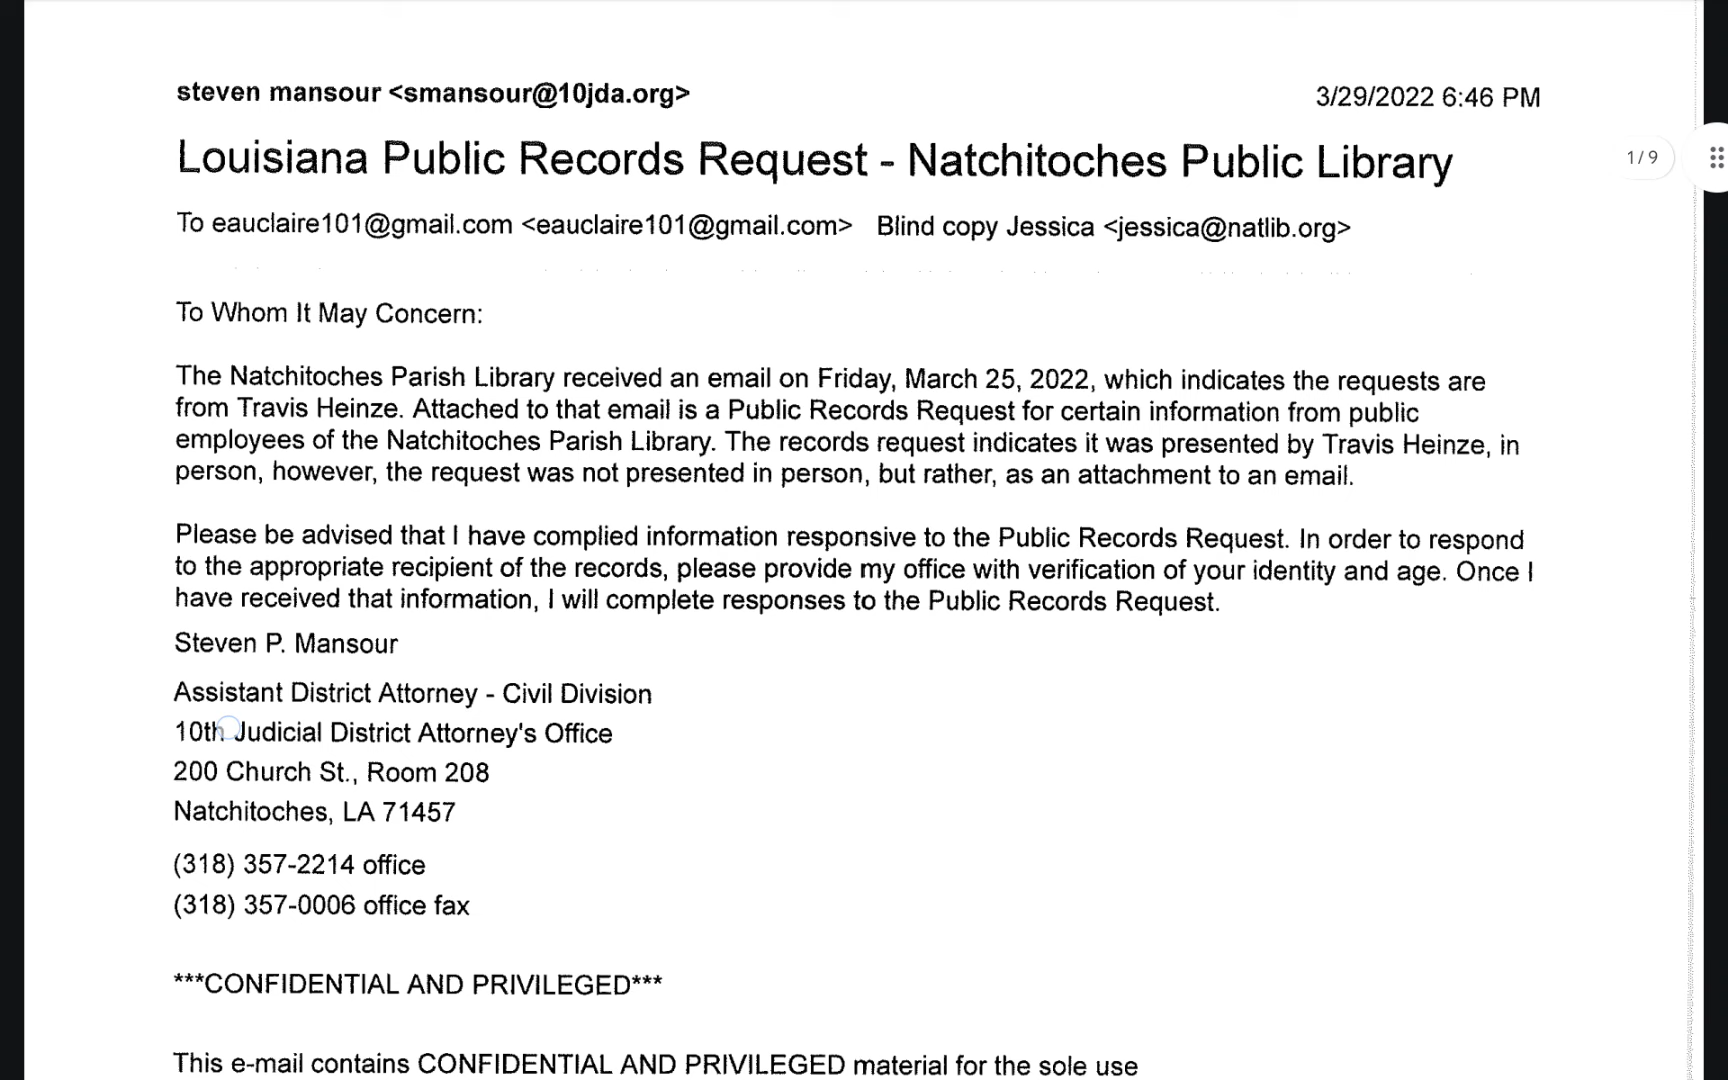 steven mansour <smansour@10jda.org> 3/29/2022 6:46 PM
Louisiana Public Records Request - Natchitoches Public Library
1/9
To eauclaire101@gmail.com <eauclaire101@gmail.com> Blind copy Jessica <jessica@natlib.org>
To Whom It May Concern:
The Natchitoches Parish Library received an email on Friday, March 25, 2022, which indicates the requests are
from Travis Heinze. Attached to that email is a Public Records Request for certain information from public
employees of the Natchitoches Parish Library. The records request indicates it was presented by Travis Heinze, in
person, however, the request was not presented in person, but rather, as an attachment to an email.
Please be advised that I have complied information responsive to the Public Records Request. In order to respond
to the appropriate recipient of the records, please provide my office with verification of your identity and age. Once I
have received that information, I will complete responses to the Public Records Request.
Steven P. Mansour
Assistant District Attorney - Civil Division
10th Judicial District Attorney's Office
200 Church St., Room 208
Natchitoches, LA 71457
(318) 357-2214 office
(318) 357-0006 office fax
***CONFIDENTIAL AND PRIVILEGED***
This e-mail contains CONFIDENTIAL AND PRIVILEGED material for the sole use